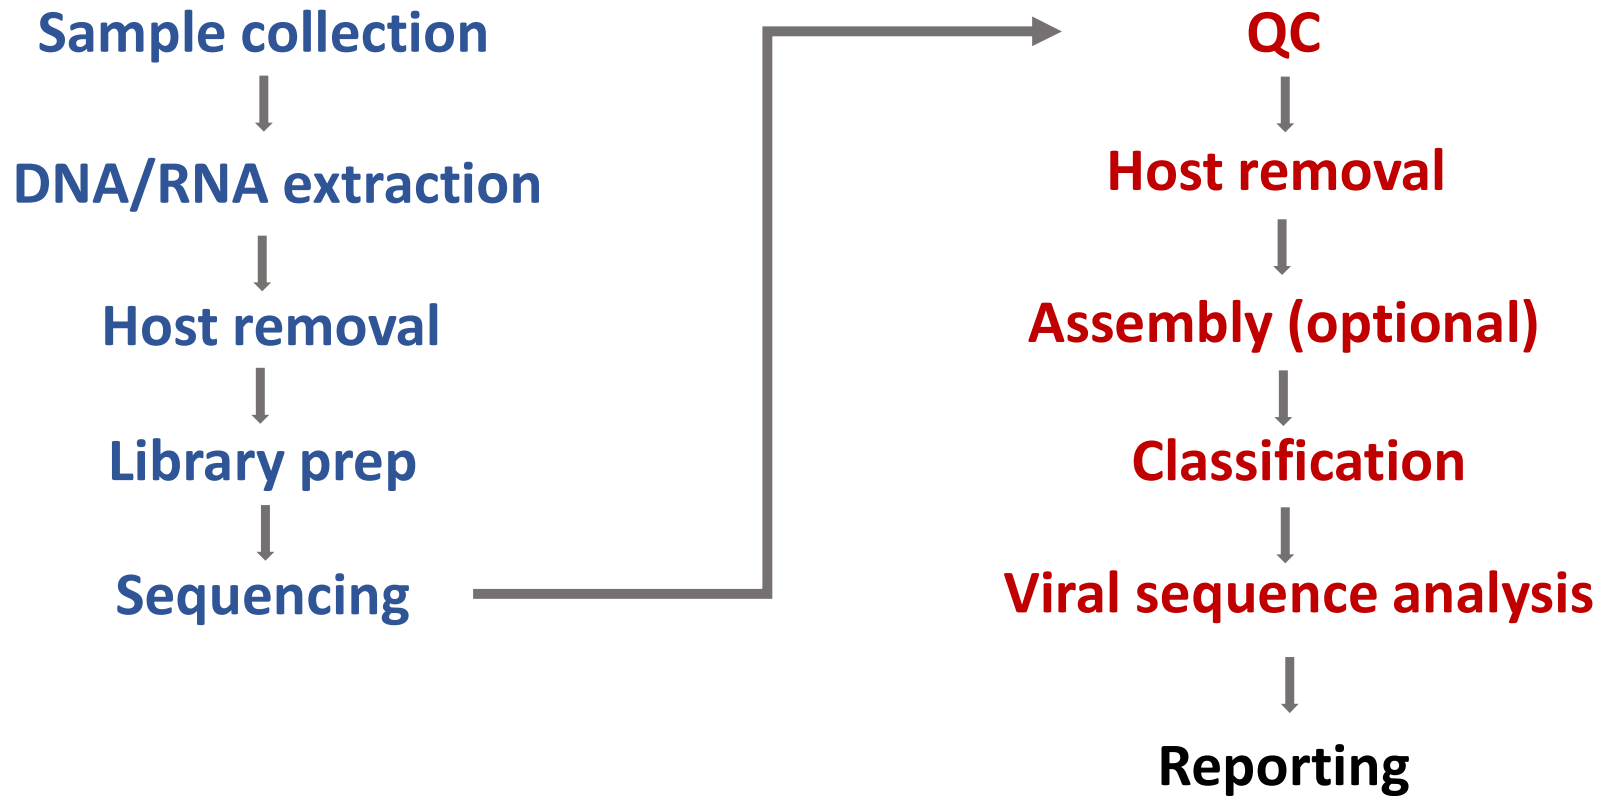 Sample collection
DNA/RNA extraction
Host removal
Library prep
Sequencing
QC
Host removal
Assembly (optional)
Classification
Viral sequence analysis
Reporting